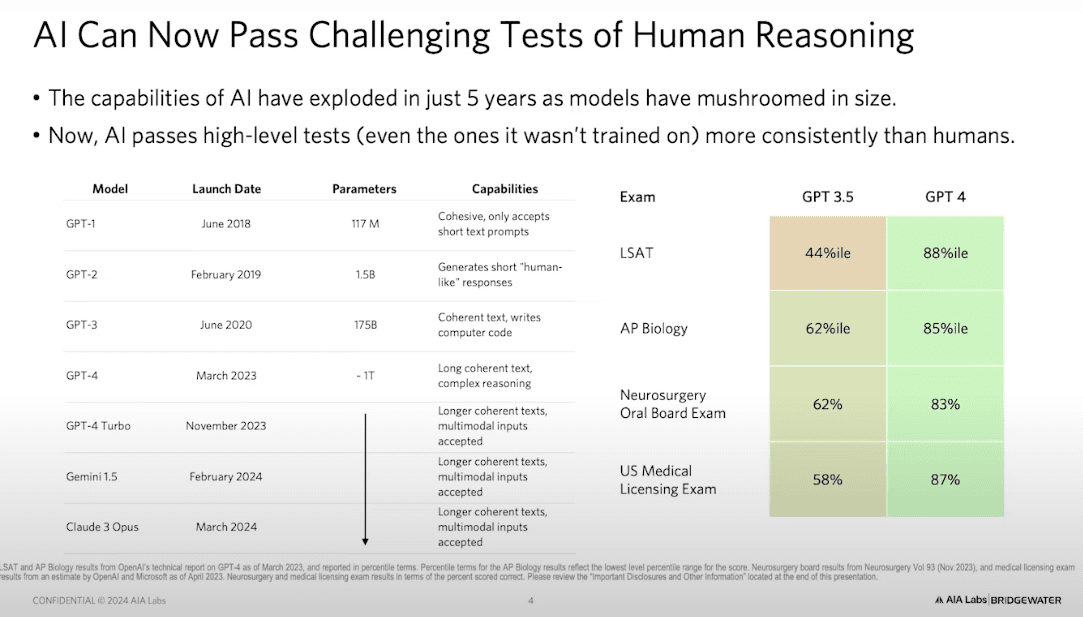 AI Can Now Pass Challenging Tests of Human Reasoning
• The capabilities of AI have exploded in just 5 years as models have mushroomed in size.
• Now, AI passes high-level tests (even the ones it wasn't trained on) more consistently than humans.
Model Launch Date Parameters Capabilities
GPT-1 June 2018 117 M Cohesive, only accepts
short text prompts
GPT-2 February 2019 1.5B Generates short "human-
like" responses
GPT-3 June 2020 175B Coherent text, writes
computer code
GPT-4 March 2023 ~ 1T Long coherent text,
complex reasoning
GPT-4 Turbo November 2023 Longer coherent texts,
multimodal inputs
accepted
Gemini 1.5 February 2024 Longer coherent texts,
multimodal inputs
accepted
Claude 3 Opus March 2024 Longer coherent texts,
multimodal inputs
accepted
Exam GPT 3.5 GPT 4
LSAT 44%ile 88%ile
AP Biology 62%ile 85%ile
Neurosurgery
Oral Board Exam 62% 83%
US Medical
Licensing Exam 58% 87%
LSAT and AP Biology results from OpenAI's technical report on GPT-4 as of March 2023, and reported in percentile terms. Percentile terms for the AP Biology results reflect the lowest level percentile range for the score. Neurosurgery board results from Neurosurgery Vol 93 (Nov 2023), and medical licensing exam
results from an estimate by OpenAI and Microsoft as of April 2023. Neurosurgery and medical licensing exam results in terms of the percent scored correct. Please review the "Important Disclosures and Other Information" located at the end of this presentation.
CONFIDENTIAL © 2024 AIA Labs 4 AIA Labs | BRIDGEWATER